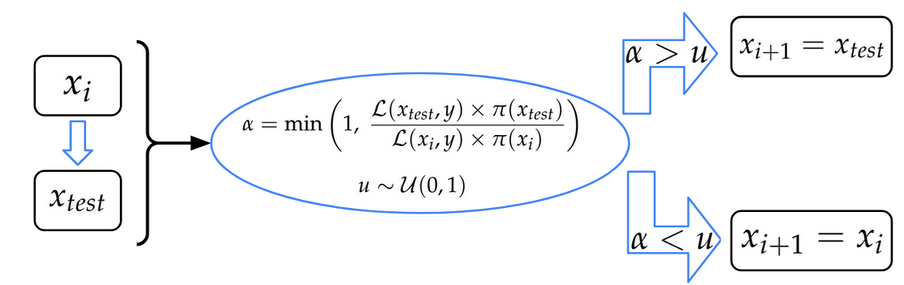 x_i
x_test
α = min (1, ℒ(x_test, y) × π(x_test) / ℒ(x_i, y) × π(x_i))
u ∼ 𝒰(0, 1)
α > u
x_{i+1} = x_test
α < u
x_{i+1} = x_i